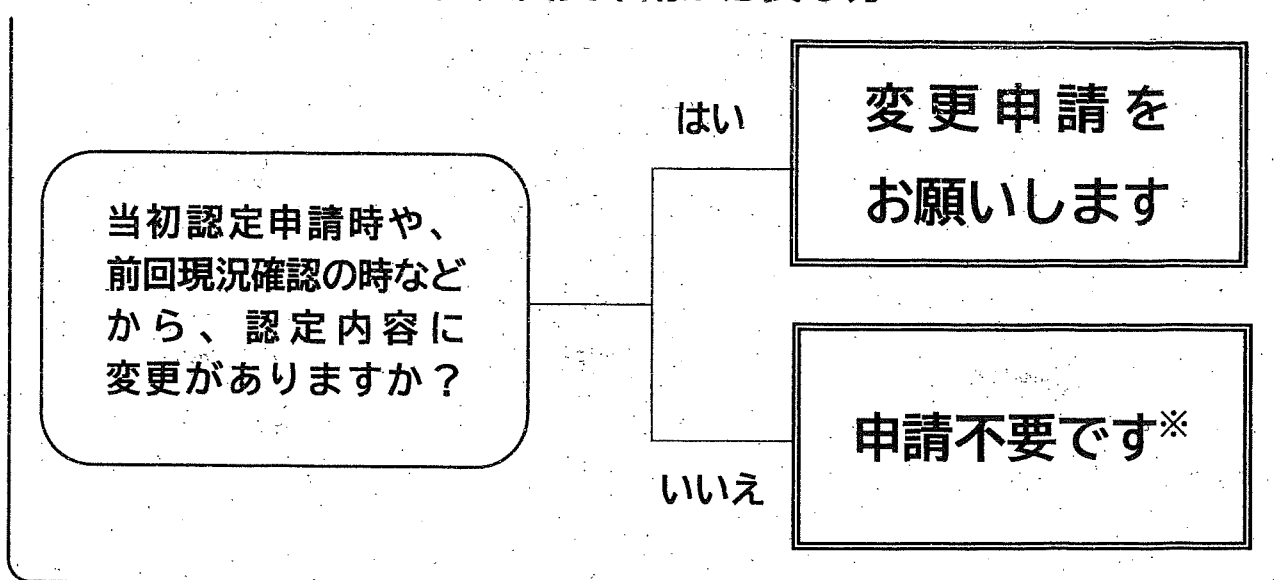 当初認定申請時や、
前回現況確認の時など
から、認定内容に
変更がありますか？
はい
変更申請を
お願いします
いいえ
申請不要です※